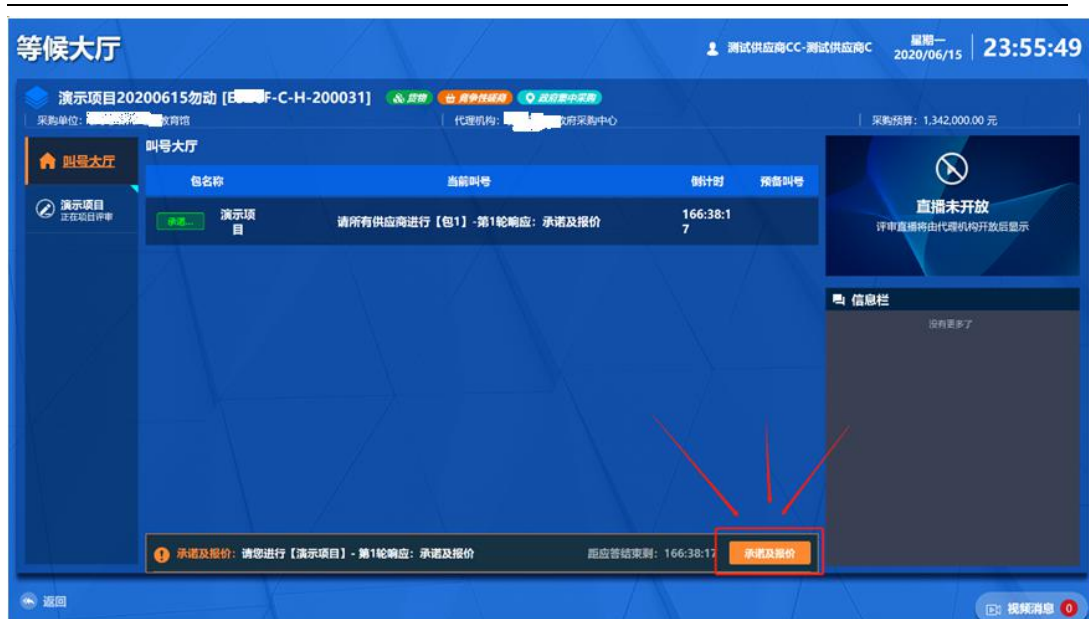 等候大厅
测试供应商CC-测试供应商C
星期一
2020/06/15
23:55:49
演示项目20200615勿动 [E F-C-H-200031]
货物
竞争性磋商
政府集中采购
采购单位: 教育馆
代理机构: 政府采购中心
采购预算: 1,342,000.00 元
叫号大厅
叫号大厅
包名称
当前叫号
倒计时
预备叫号
演示项目
正在项目评审
承诺...
演示项
目
请所有供应商进行【包1】-第1轮响应: 承诺及报价
166:38:1
7
直播未开放
评审直播将由代理机构开放后显示
信息栏
没有更多了
承诺及报价: 请您进行【演示项目】- 第1轮响应: 承诺及报价
距应答结束剩: 166:38:17
承诺及报价
返回
视频消息 0